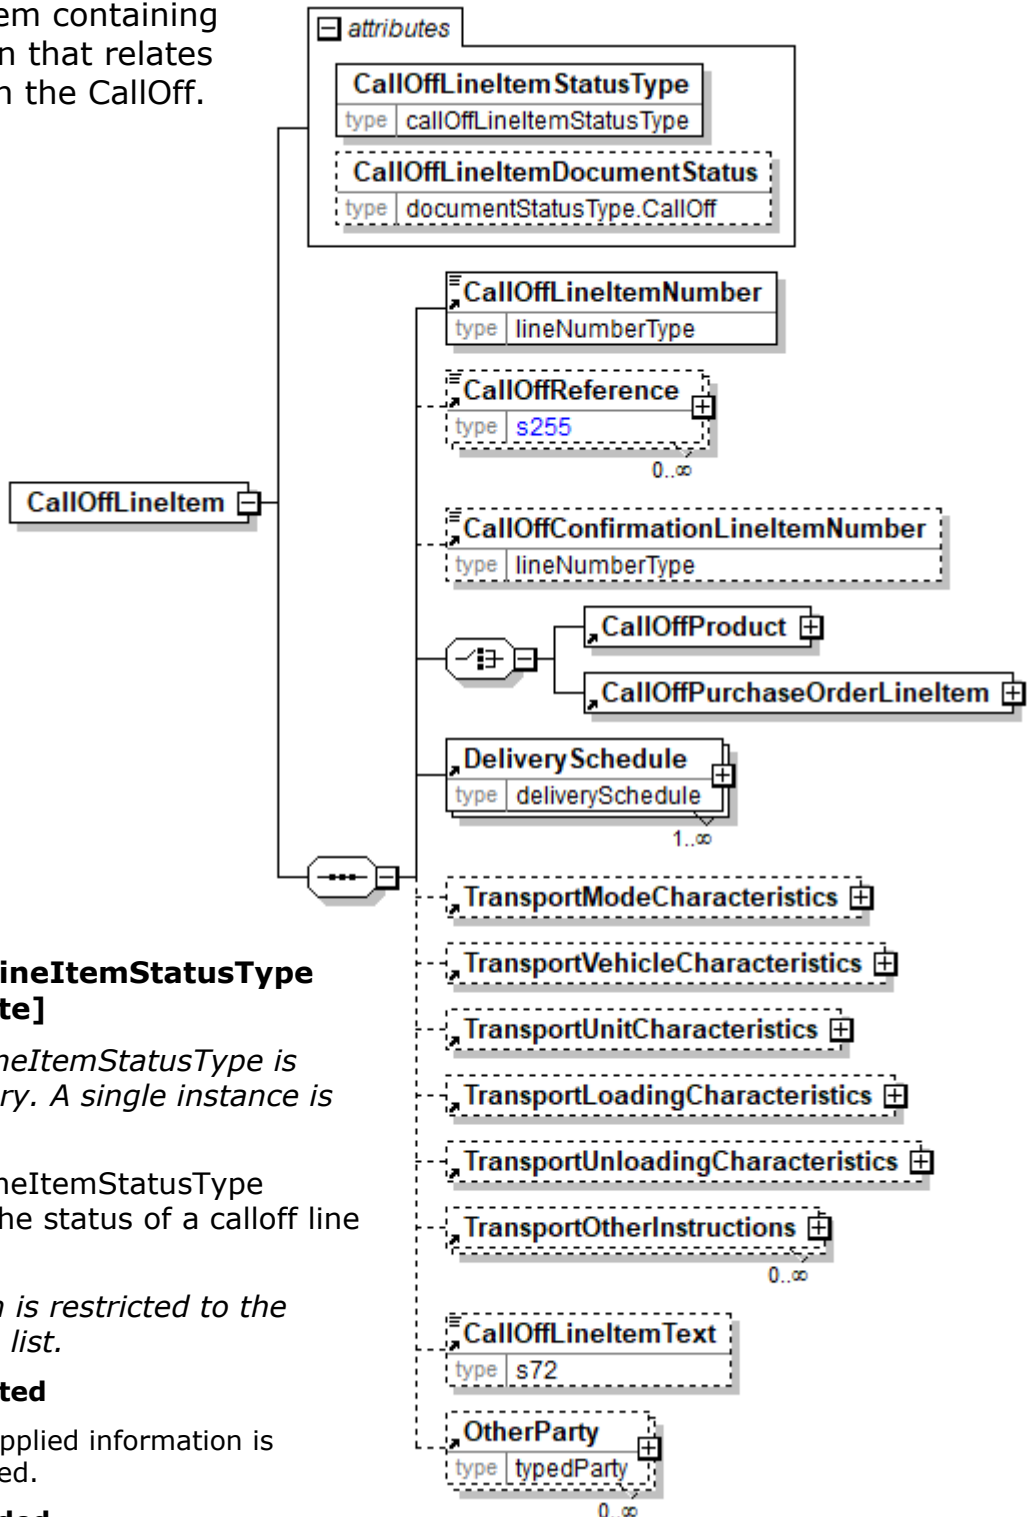 em containing
n that relates
n the CallOff.
attributes
CallOffLineItemStatusType
type callOffLineItemStatusType
CallOffLineItemDocumentStatus
type documentStatusType.CallOff
CallOffLineItemNumber
type lineNumberType
CallOffReference
type s255
0..∞
CallOffLineItem
CallOffConfirmationLineItemNumber
type lineNumberType
CallOffProduct
CallOffPurchaseOrderLineItem
DeliverySchedule
type deliverySchedule
1..∞
TransportModeCharacteristics
TransportVehicleCharacteristics
TransportUnitCharacteristics
TransportLoadingCharacteristics
TransportUnloadingCharacteristics
TransportOtherInstructions
0..∞
CallOffLineItemText
type s72
OtherParty
type typedParty
0..∞
ineItemStatusType
te]
neItemStatusType is
ry. A single instance is
neItemStatusType
he status of a calloff line
n is restricted to the
list.
ted
pplied information is
ed.